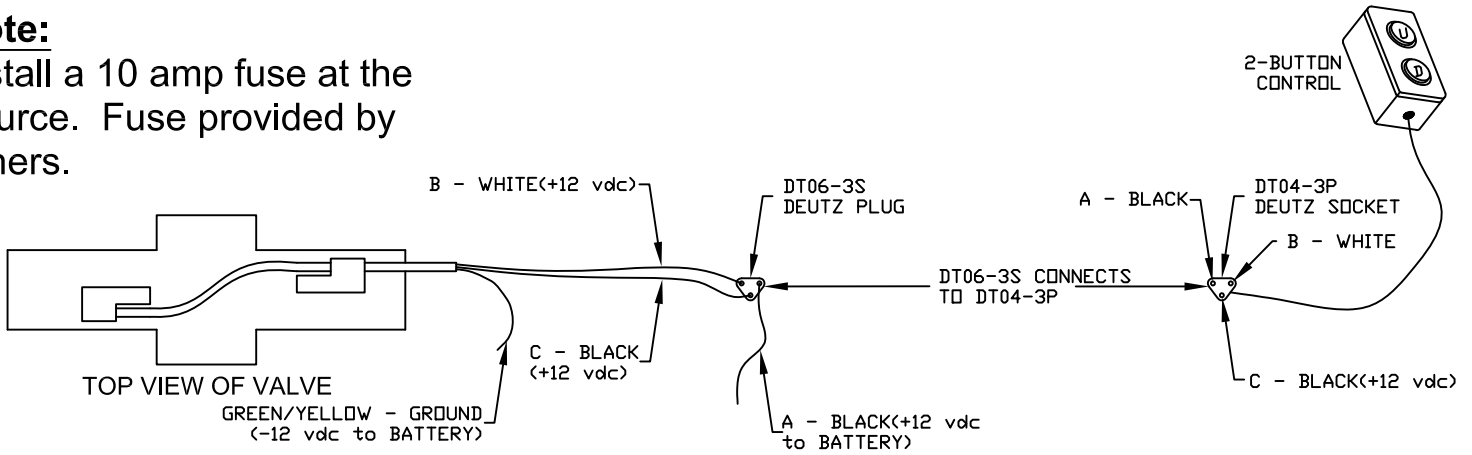 ote:
stall a 10 amp fuse at the
urce. Fuse provided by
hers.
2-BUTTON
CONTROL
U
D
B - WHITE(+12 vdc)
DT06-3S
DEUTZ PLUG
A - BLACK
DT04-3P
DEUTZ SOCKET
B - WHITE
DT06-3S CONNECTS
TO DT04-3P
C - BLACK
(+12 vdc)
TOP VIEW OF VALVE
C - BLACK(+12 vdc)
GREEN/YELLOW - GROUND
(-12 vdc to BATTERY)
A - BLACK(+12 vdc
to BATTERY)